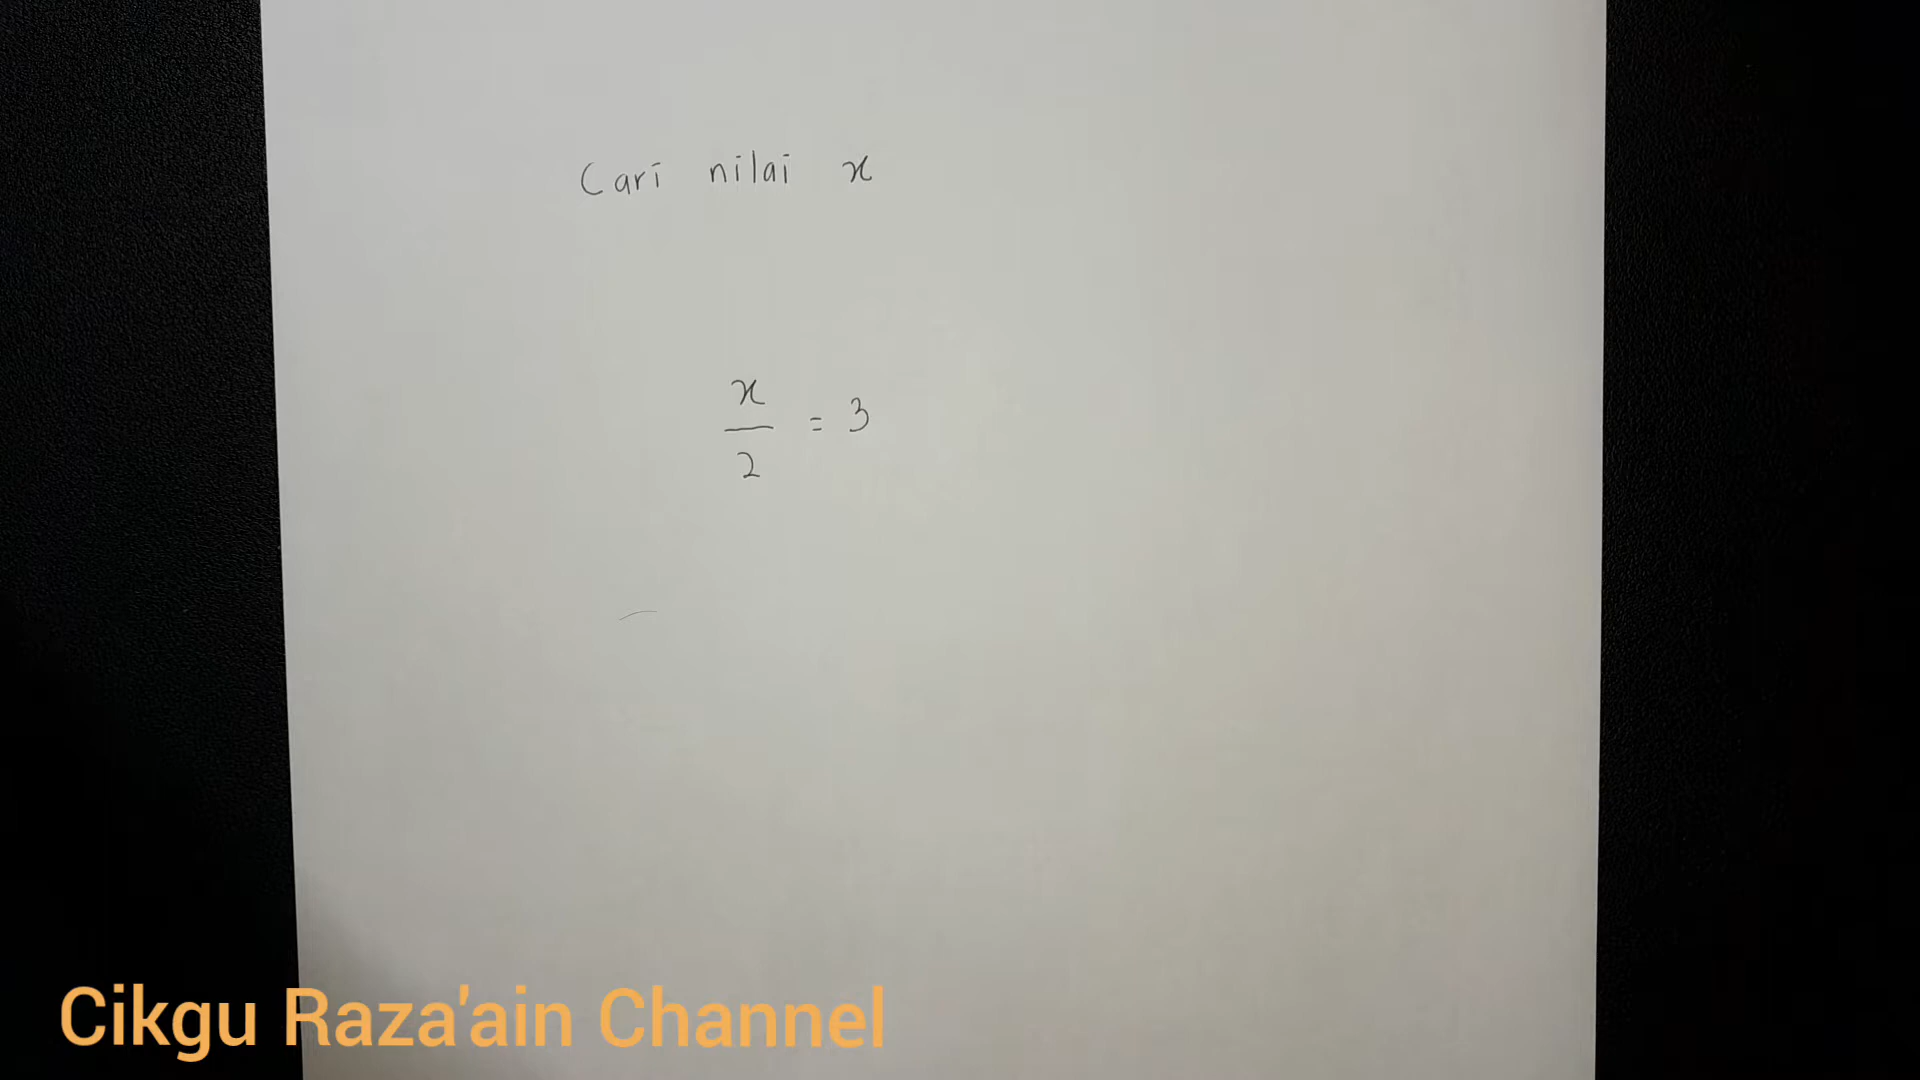 Cari nilai x
x/2 = 3
Cikgu Raza'ain Channel